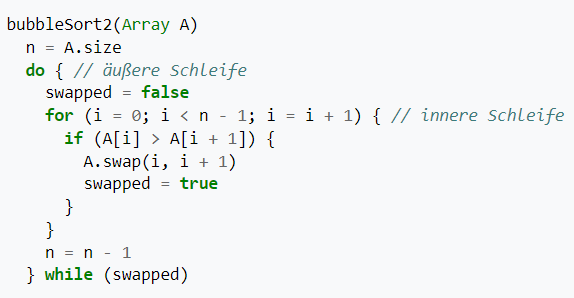 bubbleSort2(Array A)
  n = A.size
  do { // äußere Schleife
    swapped = false
    for (i = 0; i < n - 1; i = i + 1) { // innere Schleife
      if (A[i] > A[i + 1]) {
        A.swap(i, i + 1)
        swapped = true
      }
    }
    n = n - 1
  } while (swapped)